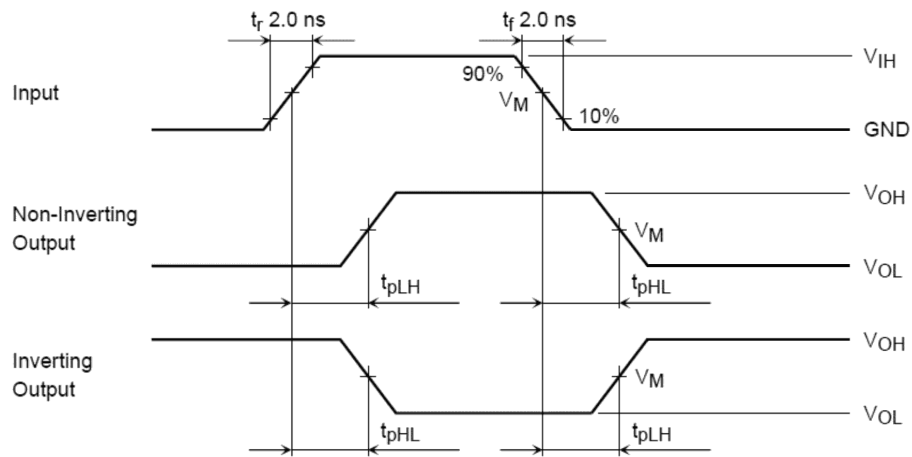 tr 2.0 ns
tf 2.0 ns
Input
90%
VM
10%
VIH
GND
Non-Inverting
Output
VM
VOH
VOL
tpLH
tpHL
Inverting
Output
VM
VOH
VOL
tpHL
tpLH